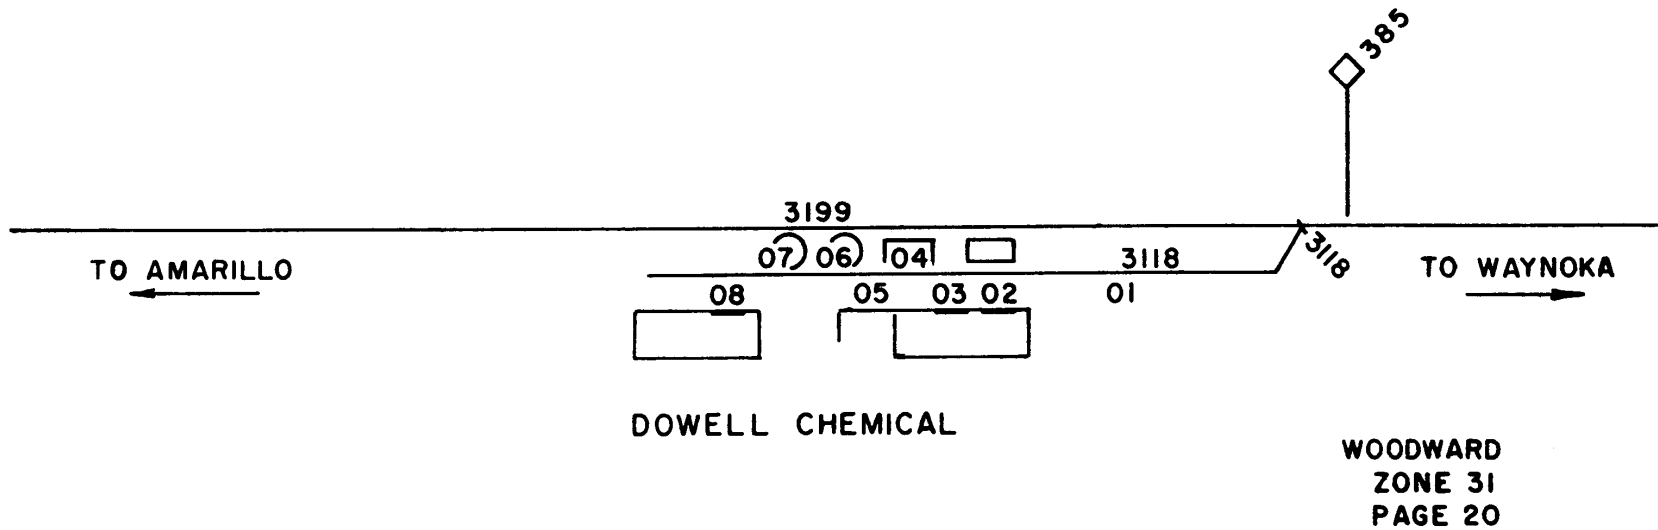 385
3199
07 06 04 3118 3118
TO AMARILLO
TO WAYNOKA
08 05 03 02 01
DOWELL CHEMICAL
WOODWARD
ZONE 31
PAGE 20